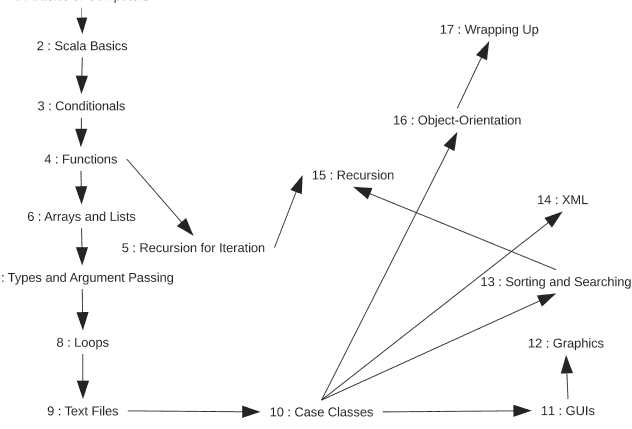 2 : Scala Basics
3 : Conditionals
4 : Functions
6 : Arrays and Lists
5 : Recursion for Iteration
: Types and Argument Passing
8 : Loops
9 : Text Files
10 : Case Classes
11 : GUIs
12 : Graphics
13 : Sorting and Searching
14 : XML
15 : Recursion
16 : Object-Orientation
17 : Wrapping Up